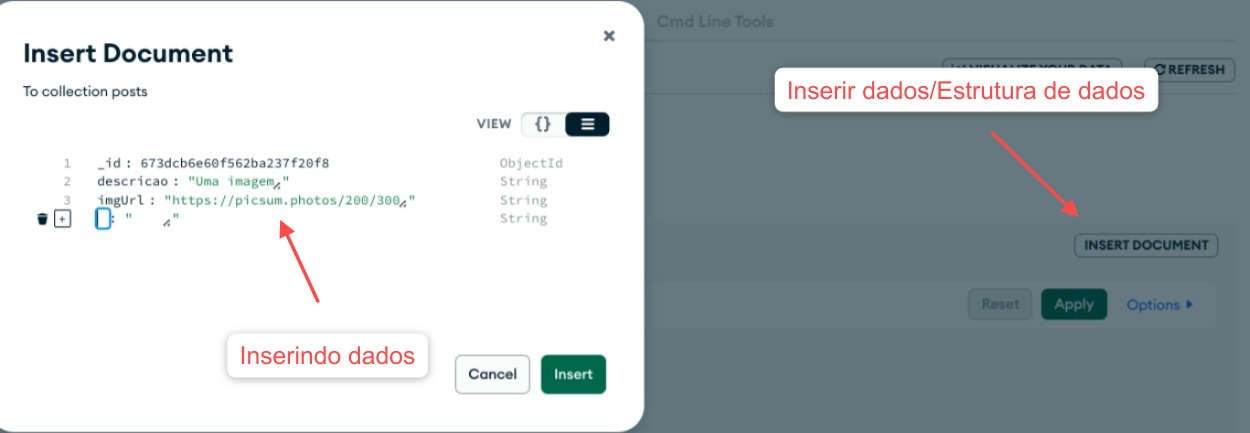 Cmd Line Tools
Insert Document
To collection posts
VISUALIZE YOUR DATA
REFRESH
Inserir dados/Estrutura de dados
VIEW {}
1 _id : 673dcb6e60f562ba237f20f8 ObjectId
2 descricao : "Uma imagem" String
3 imgUrl : "https://picsum.photos/200/300" String
: " " String
INSERT DOCUMENT
Reset Apply Options
Inserindo dados
Cancel Insert